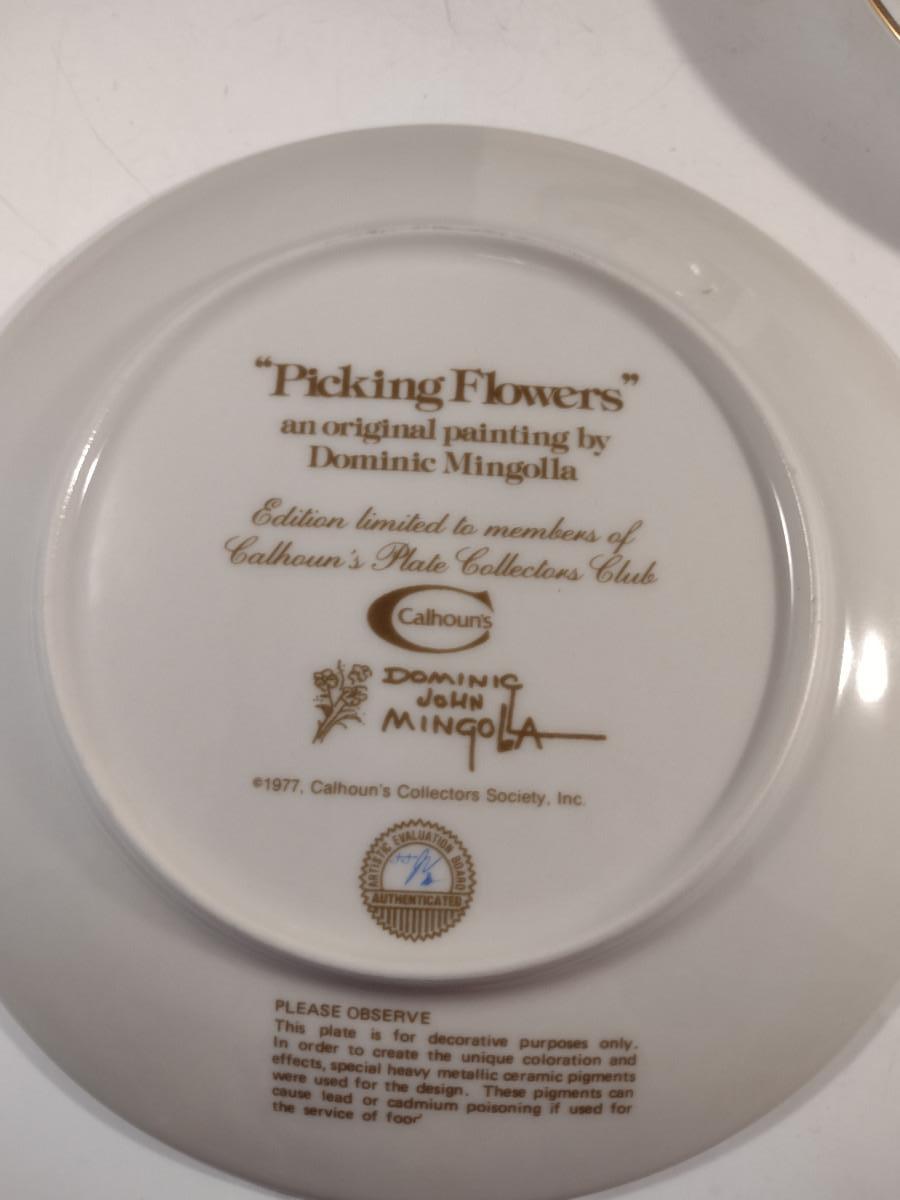 “Picking Flowers”
an original painting by
Dominic Mingolla
Edition limited to members of
Calhoun's Plate Collectors Club
Calhoun's
DOMINIC
JOHN
MINGOLLA
©1977, Calhoun's Collectors Society, Inc.
ARTISTIC EVALUATION BOARD
AUTHENTICATED
PLEASE OBSERVE
This plate is for decorative purposes only.
In order to create the unique coloration and
effects, special heavy metallic ceramic pigments
were used for the design. These pigments can
cause lead or cadmium poisoning if used for
the service of